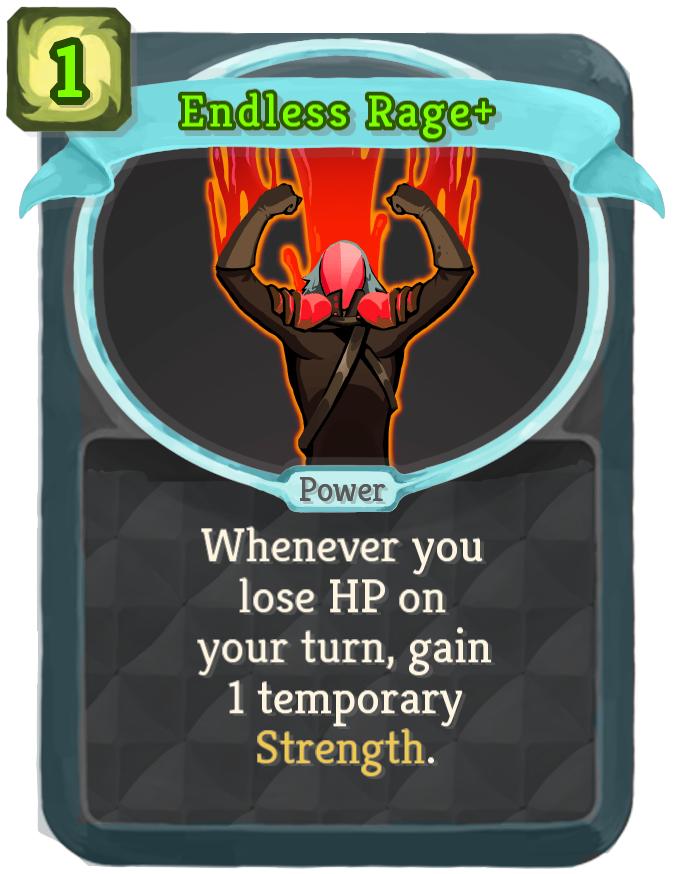 1
Endless Rage+
Power
Whenever you
lose HP on
your turn, gain
1 temporary
Strength.